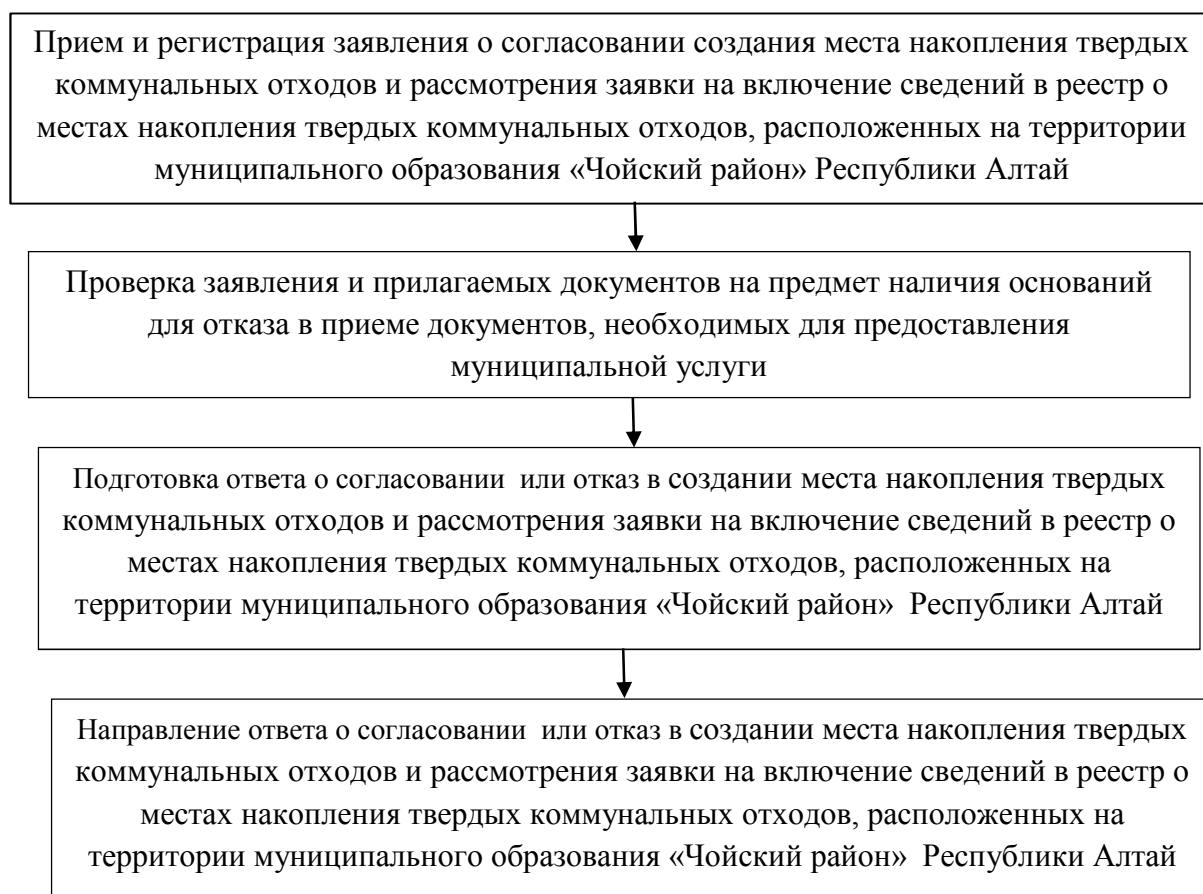 Прием и регистрация заявления о согласовании создания места накопления твердых
коммунальных отходов и рассмотрения заявки на включение сведений в реестр о
местах накопления твердых коммунальных отходов, расположенных на территории
муниципального образования «Чойский район» Республики Алтай
Проверка заявления и прилагаемых документов на предмет наличия оснований
для отказа в приеме документов, необходимых для предоставления
муниципальной услуги
Подготовка ответа о согласовании или отказ в создании места накопления твердых
коммунальных отходов и рассмотрения заявки на включение сведений в реестр о
местах накопления твердых коммунальных отходов, расположенных на
территории муниципального образования «Чойский район» Республики Алтай
Направление ответа о согласовании или отказ в создании места накопления твердых
коммунальных отходов и рассмотрения заявки на включение сведений в реестр о
местах накопления твердых коммунальных отходов, расположенных на
территории муниципального образования «Чойский район» Республики Алтай